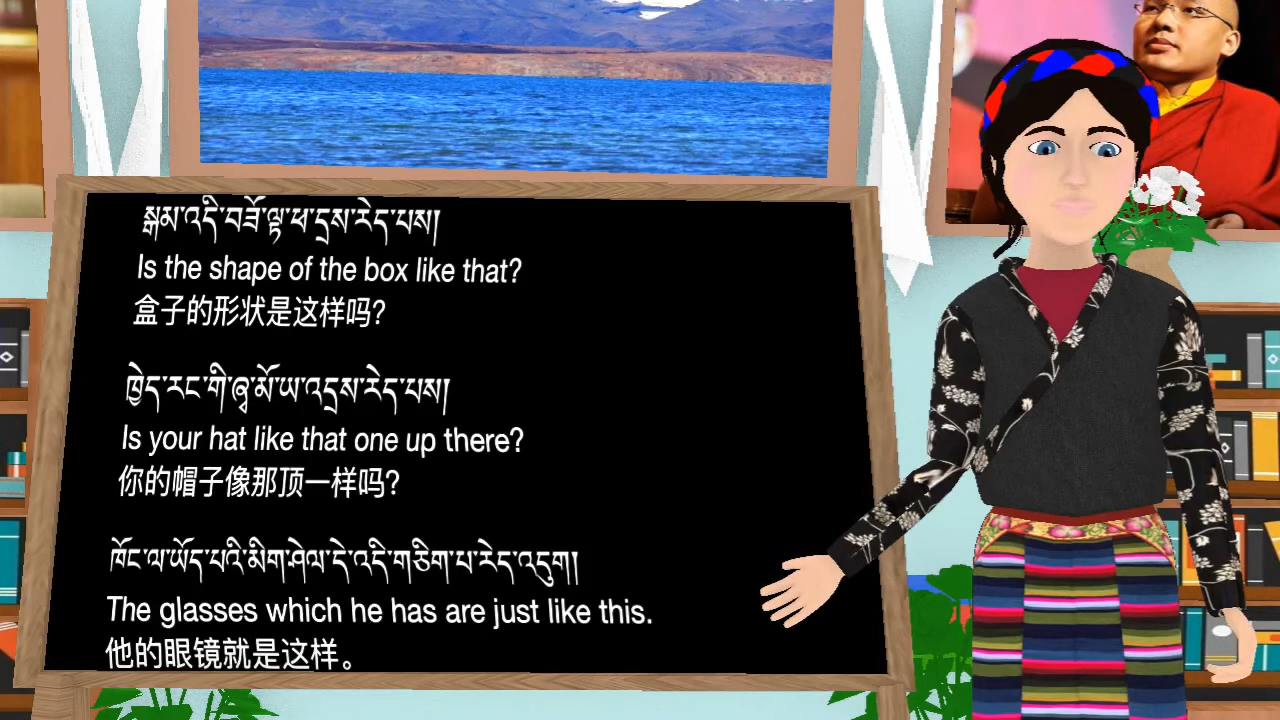 སྒམ་འདི་བཟོ་ལྟ་ཕ་དྲས་རེད་པས།
Is the shape of the box like that?
盒子的形状是这样吗?
ཁྱེད་རང་གི་ཞྭ་མོ་ཡ་འདྲས་རེད་པས།
Is your hat like that one up there?
你的帽子像那顶一样吗?
ཁོང་ལ་ཡོད་པའི་མིག་ཤེལ་དེ་འདི་གཅིག་པ་རེད་འདུག།
The glasses which he has are just like this.
他的眼镜就是这样。